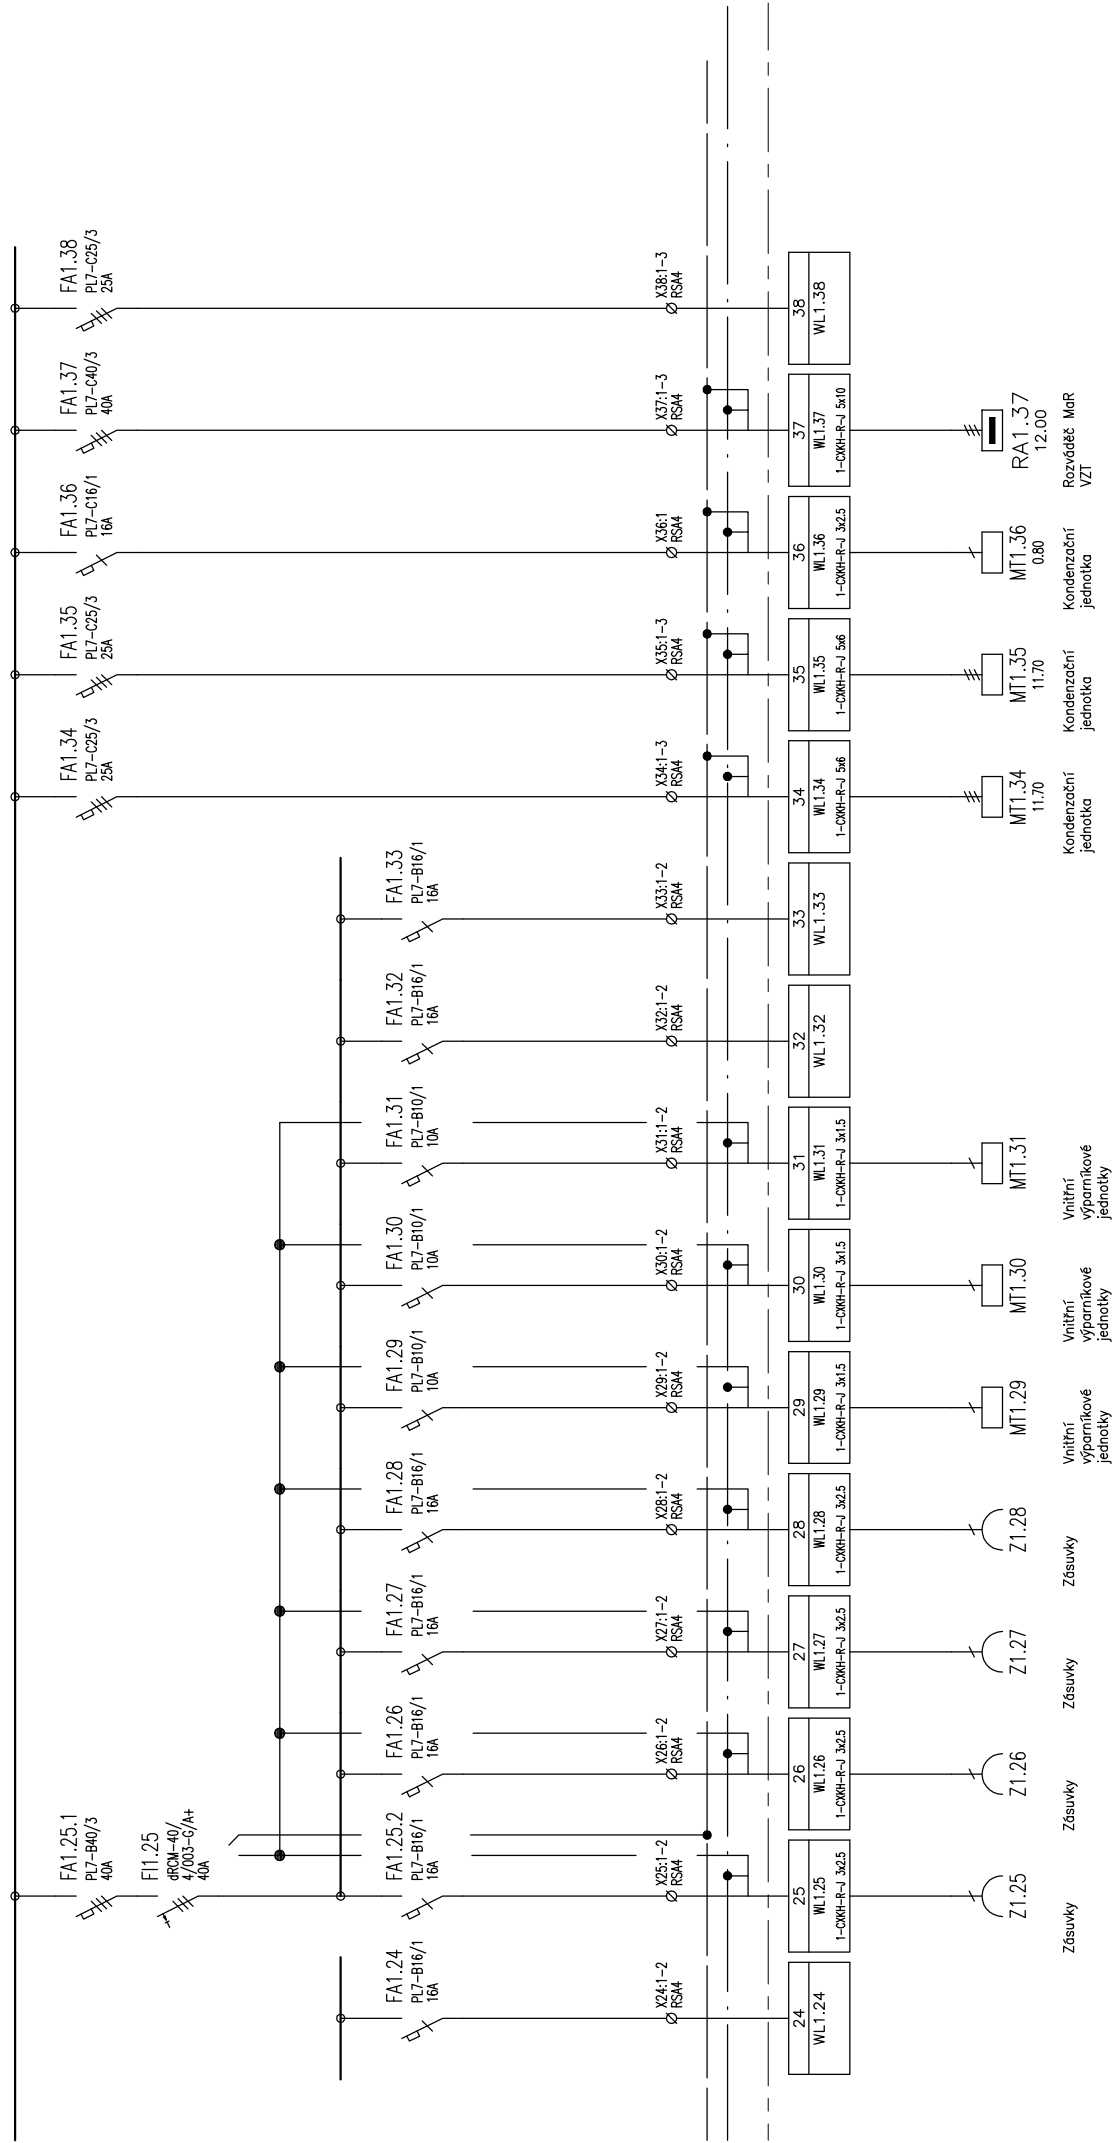 FA1.25.1
PL7-B40/3
40A
FI1.25
dRCM-40/
4/003-G/A+
40A
FA1.34
PL7-C25/3
25A
FA1.35
PL7-C25/3
25A
FA1.36
PL7-C16/1
16A
FA1.37
PL7-C40/3
40A
FA1.38
PL7-C25/3
25A
FA1.24
PL7-B16/1
16A
FA1.25.2
PL7-B16/1
16A
FA1.26
PL7-B16/1
16A
FA1.27
PL7-B16/1
16A
FA1.28
PL7-B16/1
16A
FA1.29
PL7-B10/1
10A
FA1.30
PL7-B10/1
10A
FA1.31
PL7-B10/1
10A
FA1.32
PL7-B16/1
16A
FA1.33
PL7-B16/1
16A
X24:1-2
RSA4
X25:1-2
RSA4
X26:1-2
RSA4
X27:1-2
RSA4
X28:1-2
RSA4
X29:1-2
RSA4
X30:1-2
RSA4
X31:1-2
RSA4
X32:1-2
RSA4
X33:1-2
RSA4
X34:1-3
RSA4
X35:1-3
RSA4
X36:1
RSA4
X37:1-3
RSA4
X38:1-3
RSA4
24
WL1.24
25
WL1.25
1-CXKH-R-J 3x2.5
26
WL1.26
1-CXKH-R-J 3x2.5
27
WL1.27
1-CXKH-R-J 3x2.5
28
WL1.28
1-CXKH-R-J 3x2.5
29
WL1.29
1-CXKH-R-J 3x1.5
30
WL1.30
1-CXKH-R-J 3x1.5
31
WL1.31
1-CXKH-R-J 3x1.5
32
WL1.32
33
WL1.33
34
WL1.34
1-CXKH-R-J 5x6
35
WL1.35
1-CXKH-R-J 5x6
36
WL1.36
1-CXKH-R-J 3x2.5
37
WL1.37
1-CXKH-R-J 5x10
38
WL1.38
Z1.25
Zásuvky
Z1.26
Zásuvky
Z1.27
Zásuvky
Z1.28
Zásuvky
MT1.29
Vnitřní
výparníkové
jednotky
MT1.30
Vnitřní
výparníkové
jednotky
MT1.31
Vnitřní
výparníkové
jednotky
MT1.34
11.70
Kondenzační
jednotka
MT1.35
11.70
Kondenzační
jednotka
MT1.36
0.80
Kondenzační
jednotka
RA1.37
12.00
Rozváděč MaR
VZT